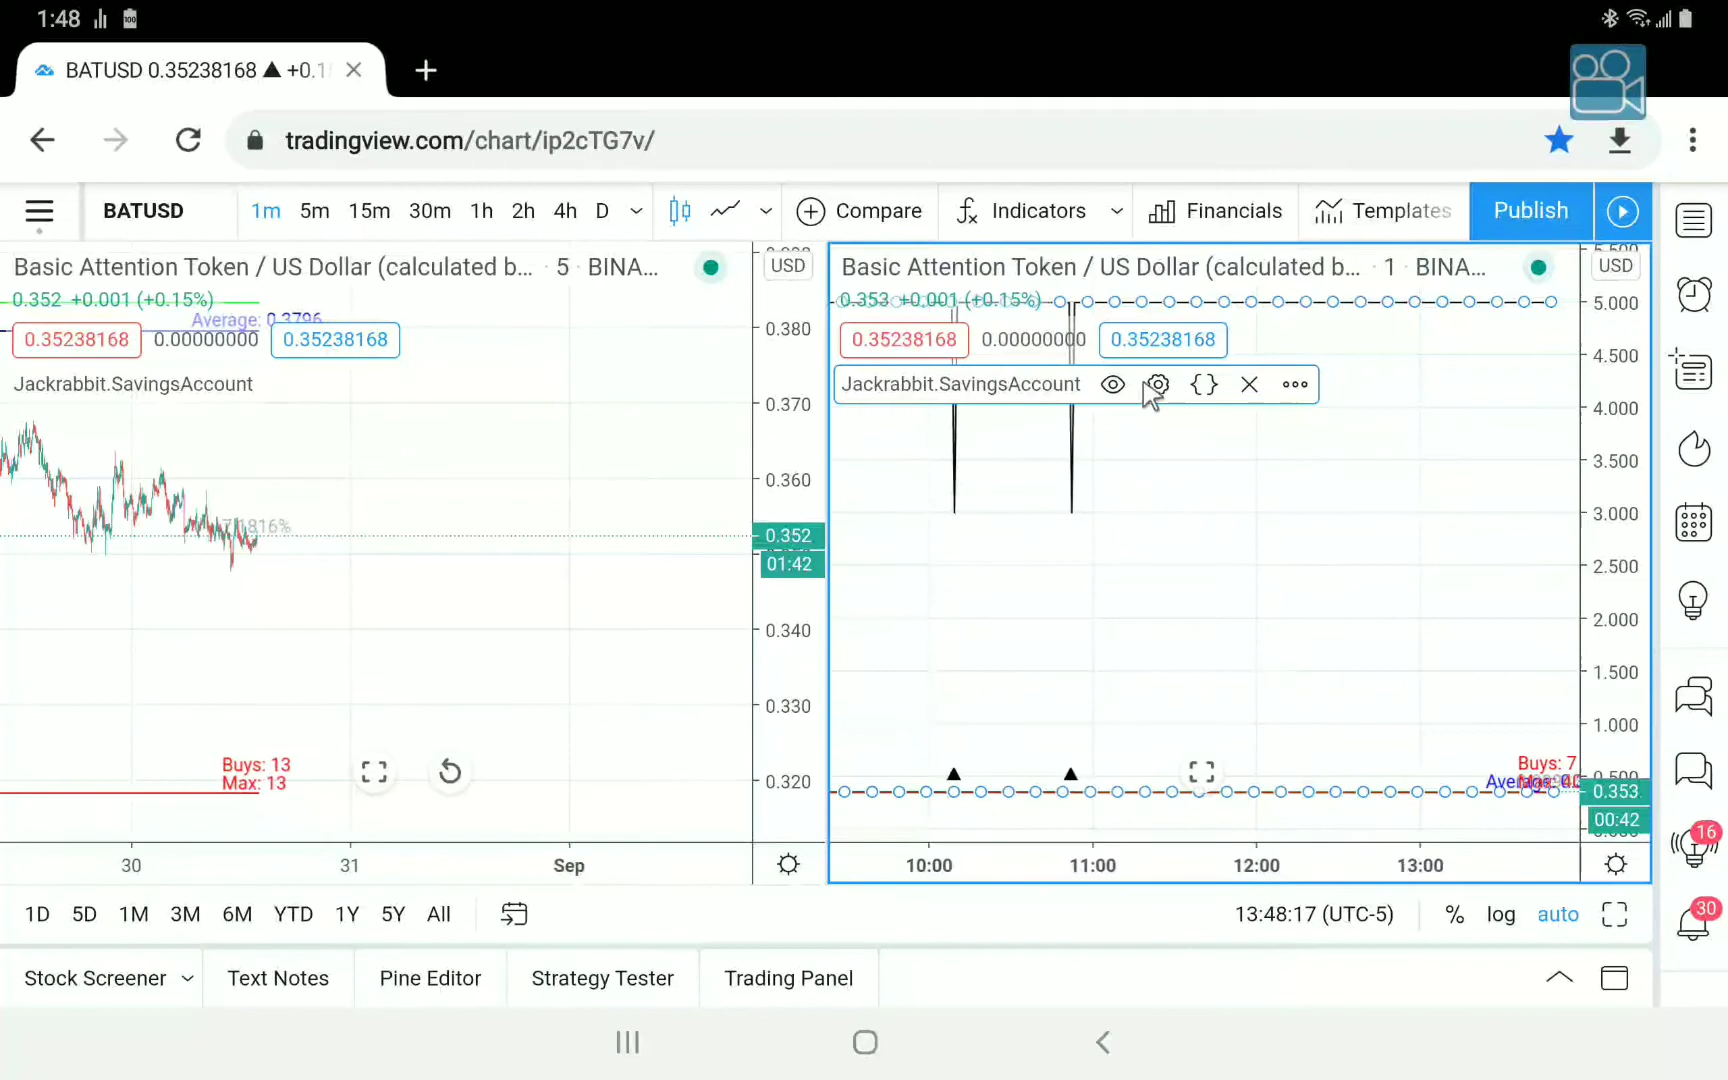 1:48
BATUSD 0.35238168 ▲ +0.1
tradingview.com/chart/ip2cTG7v/
BATUSD 1m 5m 15m 30m 1h 2h 4h D Compare Indicators Financials Templates Publish
Basic Attention Token / US Dollar (calculated b... · 5 · BINA...
0.352 +0.001 (+0.15%)
Average: 0.3796
0.35238168 0.00000000 0.35238168
Jackrabbit.SavingsAccount
Buys: 13
Max: 13
USD
0.380
0.370
0.360
0.352
01:42
0.340
0.330
0.320
30 31 Sep
Basic Attention Token / US Dollar (calculated b... · 1 · BINA...
0.353 +0.001 (+0.15%)
0.35238168 0.00000000 0.35238168
Jackrabbit.SavingsAccount
Buys: 7
USD
5.000
4.500
4.000
3.500
3.000
2.500
2.000
1.500
1.000
0.500
0.353
00:42
10:00 11:00 12:00 13:00
16
30
1D 5D 1M 3M 6M YTD 1Y 5Y All
13:48:17 (UTC-5) % log auto
Stock Screener Text Notes Pine Editor Strategy Tester Trading Panel